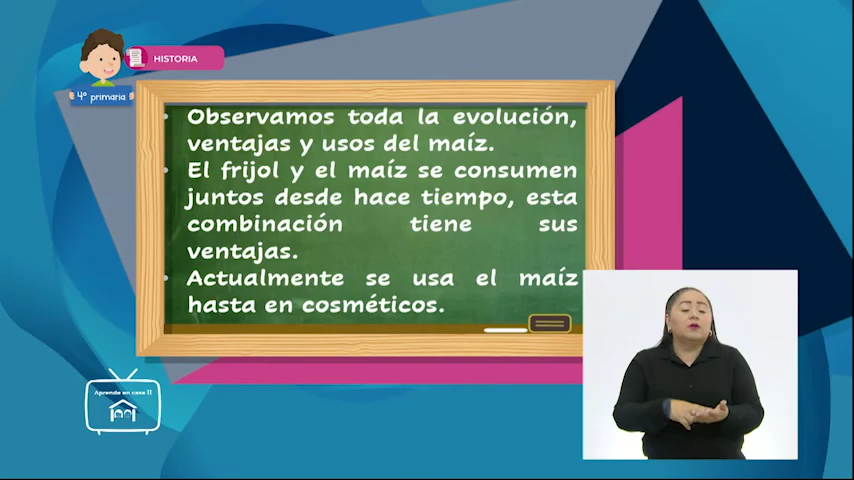 HISTORIA
4º primaria
• Observamos toda la evolución,
ventajas y usos del maíz.
• El frijol y el maíz se consumen
juntos desde hace tiempo, esta
combinación tiene sus
ventajas.
• Actualmente se usa el maíz
hasta en cosméticos.
Aprende en casa II